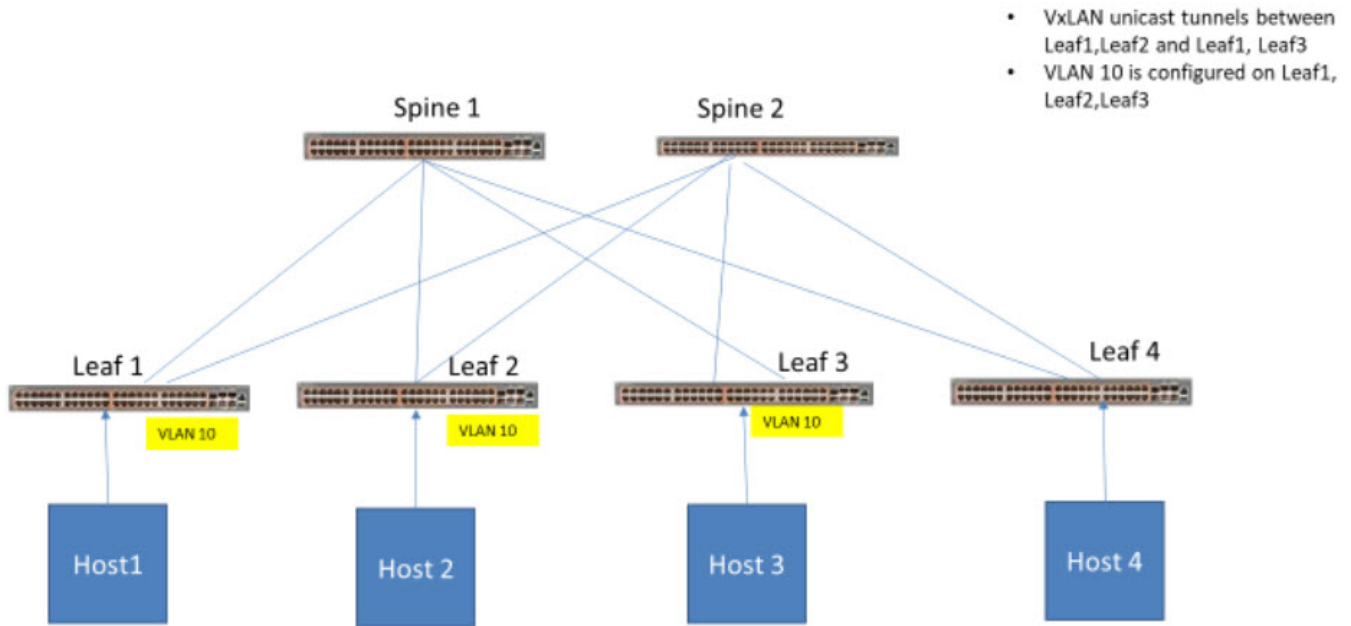 • VxLAN unicast tunnels between
Leaf1,Leaf2 and Leaf1, Leaf3
• VLAN 10 is configured on Leaf1,
Leaf2,Leaf3
Spine 1
Spine 2
Leaf 1
Leaf 2
Leaf 3
Leaf 4
VLAN 10
VLAN 10
VLAN 10
Host1
Host 2
Host 3
Host 4